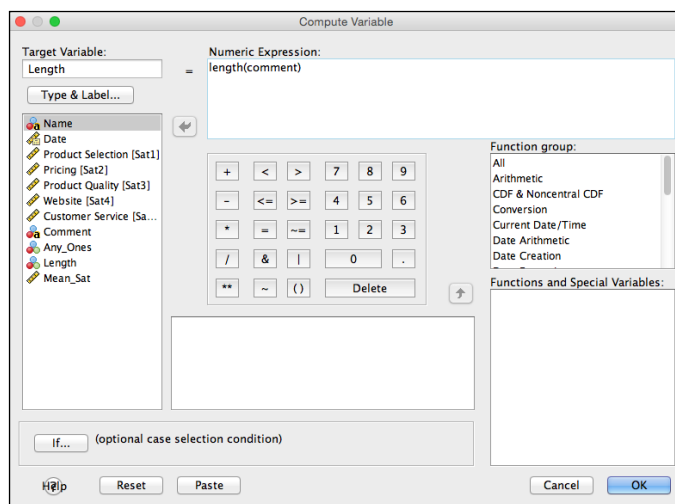 Compute Variable
Target Variable:
Length
=
Numeric Expression:
length(comment)
Type & Label...
Name
Date
Product Selection [Sat1]
Pricing [Sat2]
Product Quality [Sat3]
Website [Sat4]
Customer Service [Sa...
Comment
Any_Ones
Length
Mean_Sat
+ < > 7 8 9
- <= >= 4 5 6
* = ~= 1 2 3
/ & | 0 .
** ~ () Delete
Function group:
All
Arithmetic
CDF & Noncentral CDF
Conversion
Current Date/Time
Date Arithmetic
Date Creation
Functions and Special Variables:
If...
(optional case selection condition)
Help
Reset
Paste
Cancel
OK